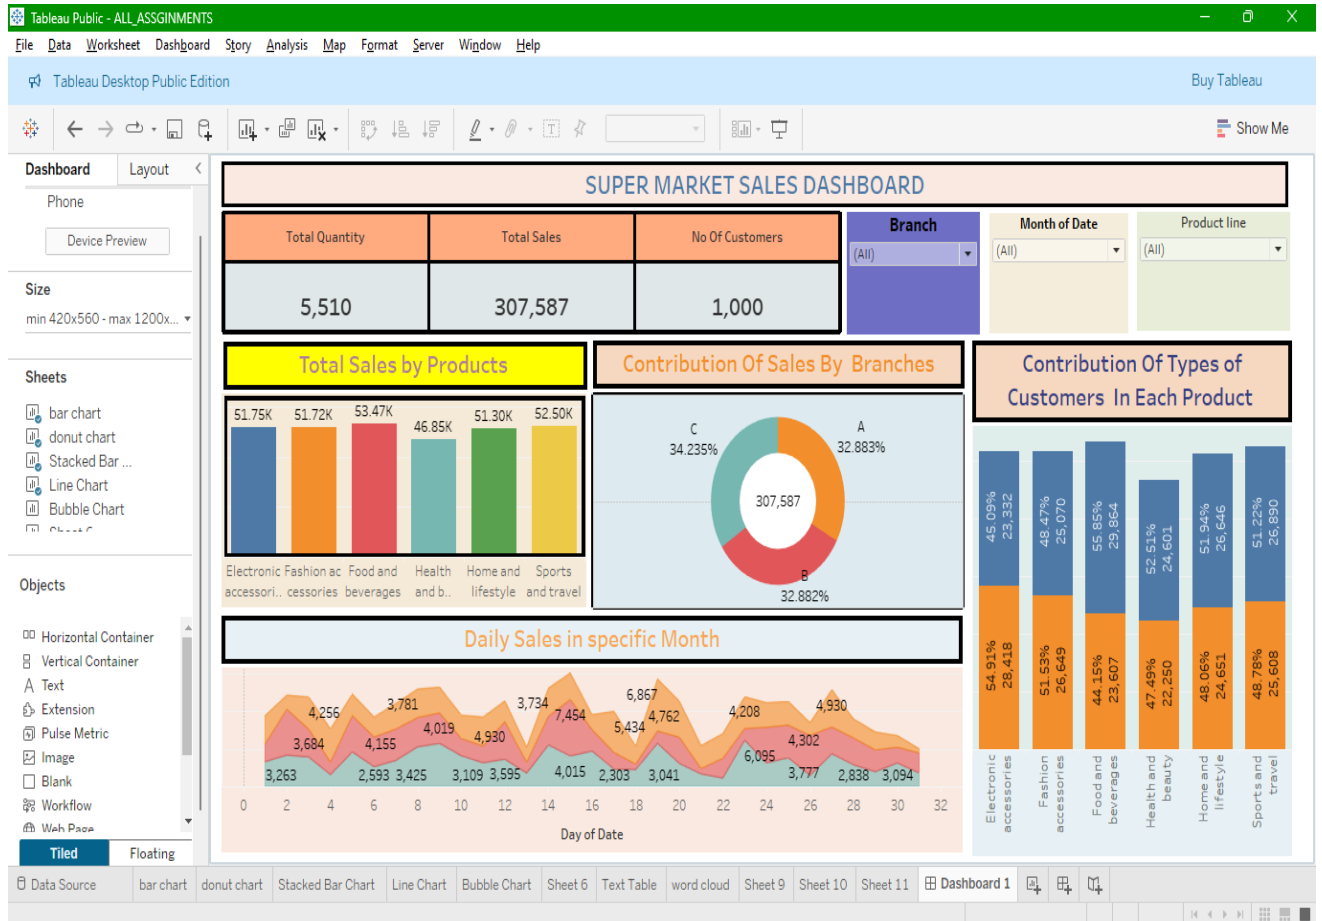 Tableau Public - ALL_ASSGINMENTS
File Data Worksheet Dashboard Story Analysis Map Format Server Window Help
Tableau Desktop Public Edition
Buy Tableau
Show Me
Dashboard Layout
Phone
Device Preview
Size
min 420x560 - max 1200x...
Sheets
bar chart
donut chart
Stacked Bar ...
Line Chart
Bubble Chart
Objects
Horizontal Container
Vertical Container
Text
Extension
Pulse Metric
Image
Blank
Workflow
Web Page
Tiled Floating
SUPER MARKET SALES DASHBOARD
Total Quantity Total Sales No Of Customers
5,510 307,587 1,000
Branch
(All)
Month of Date
(All)
Product line
(All)
Total Sales by Products
51.75K 51.72K 53.47K 46.85K 51.30K 52.50K
Electronic Fashion ac Food and Health Home and Sports
accessori.. cessories beverages and b.. lifestyle and travel
Contribution Of Sales By Branches
C
34.235%
A
32.883%
307,587
B
32.882%
Contribution Of Types of
Customers In Each Product
45.09%
23,332
48.47%
25,070
55.85%
29,864
52.51%
24,601
51.94%
26,646
51.22%
26,890
54.91%
28,418
51.53%
26,649
44.15%
23,607
47.49%
22,250
48.06%
24,651
48.78%
25,608
Electronic
accessories
Fashion
accessories
Food and
beverages
Health and
beauty
Home and
lifestyle
Sports and
travel
Daily Sales in specific Month
4,256 3,781 3,734 6,867 4,208 4,930
3,684 4,155 4,019 4,930 7,454 5,434 4,762 6,095 4,302
3,263 2,593 3,425 3,109 3,595 4,015 2,303 3,041 3,777 2,838 3,094
0 2 4 6 8 10 12 14 16 18 20 22 24 26 28 30 32
Day of Date
Data Source bar chart donut chart Stacked Bar Chart Line Chart Bubble Chart Sheet 6 Text Table word cloud Sheet 9 Sheet 10 Sheet 11 Dashboard 1